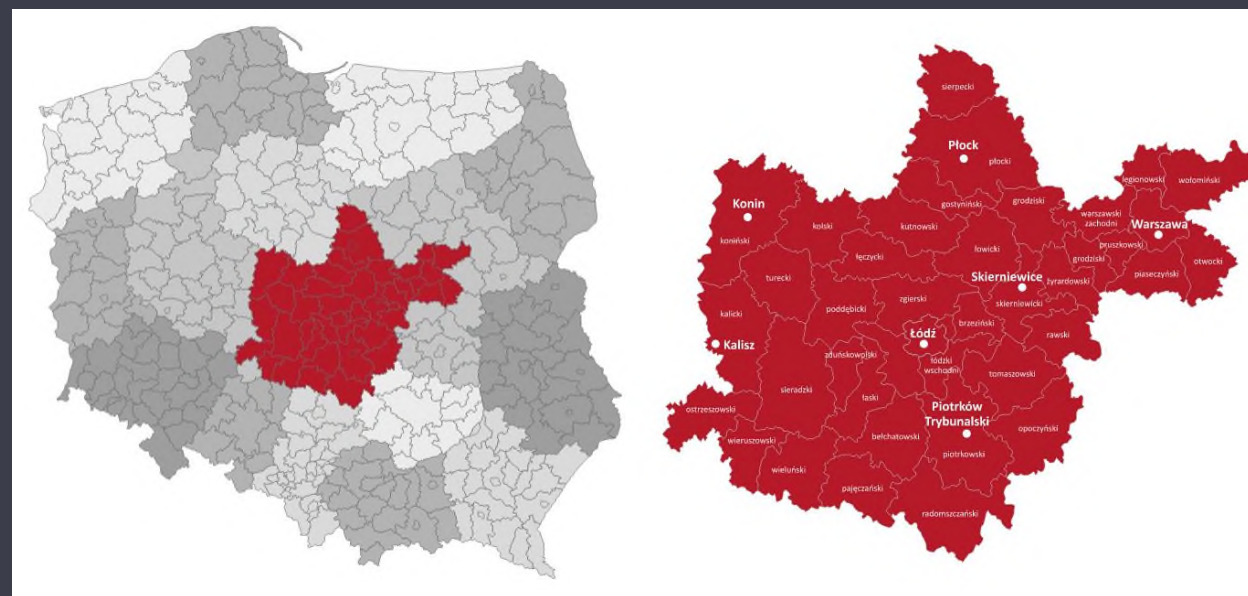 sierpecki
Płock
płocki
legionowski
wołomiński
gostyniński
grodziski
Konin
warszawski
zachodni
Warszawa
kolski
kutnowski
koniński
łowicki
pruszkowski
łęczycki
grodziski
otwocki
turecki
Skierniewice
piaseczyński
żyrardowski
zgierski
skierniewicki
kalicki
poddębicki
brzeziński
Łódź
rawski
Kalisz
zduńskowolski
łódzki
wschodni
tomaszowski
sieradzki
łaski
ostrzeszowski
Piotrków
Trybunalski
opoczyński
wieruszowski
bełchatowski
piotrkowski
wieluński
pajęczański
radomszczański